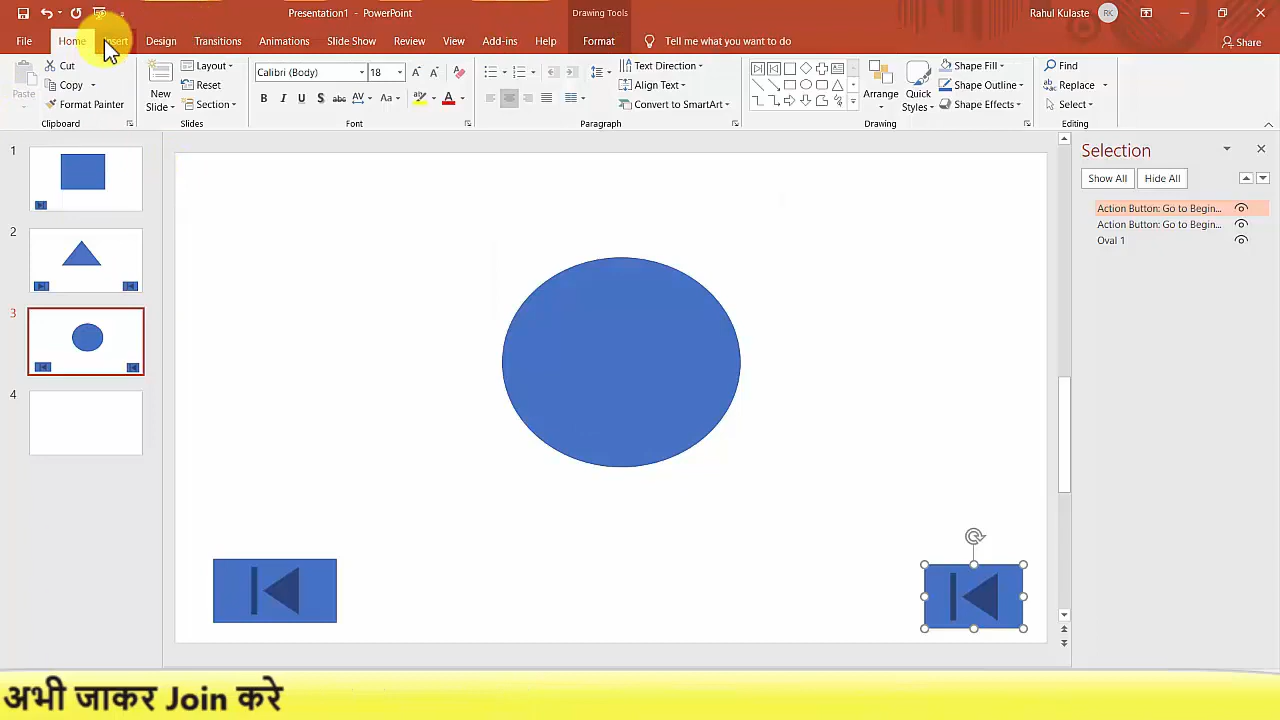 Presentation1 - PowerPoint
Drawing Tools
Rahul Kulaste
RK
File
Home
Insert
Design
Transitions
Animations
Slide Show
Review
View
Add-ins
Help
Format
Tell me what you want to do
Share
Paste
Cut
Copy
Format Painter
Clipboard
New
Slide
Layout
Reset
Section
Slides
Calibri (Body)
18
B I U S abc AV Aa
A
Font
Text Direction
Align Text
Convert to SmartArt
Paragraph
Arrange
Quick
Styles
Shape Fill
Shape Outline
Shape Effects
Drawing
Find
Replace
Select
Editing
1
2
3
4
Selection
Show All
Hide All
Action Button: Go to Begin...
Action Button: Go to Begin...
Oval 1
अभी जाकर Join करे